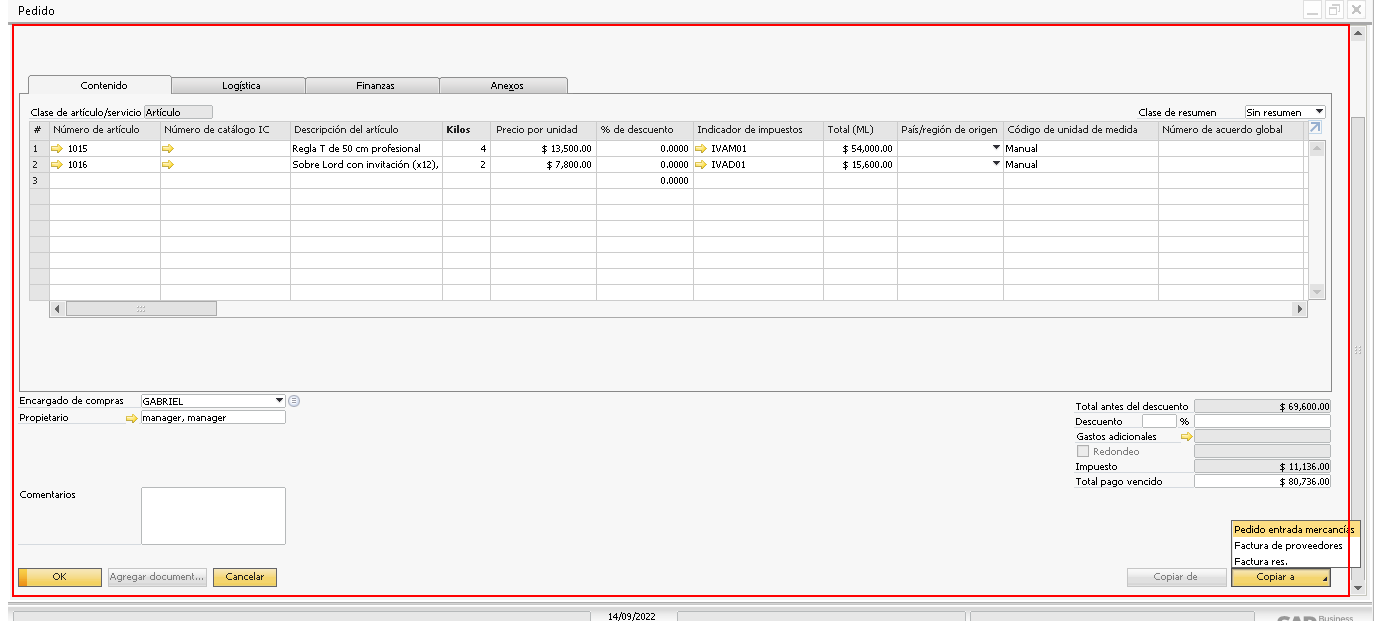 Pedido
Contenido Logística Finanzas Anexos
Clase de artículo/servicio Artículo Clase de resumen Sin resumen
# Número de artículo Número de catálogo IC Descripción del artículo Kilos Precio por unidad % de descuento Indicador de impuestos Total (ML) País/región de origen Código de unidad de medida Número de acuerdo global
1 1015 Regla T de 50 cm profesional 4 $ 13,500.00 0.0000 IVAM01 $ 54,000.00 Manual
2 1016 Sobre Lord con invitación (x12), 2 $ 7,800.00 0.0000 IVAD01 $ 15,600.00 Manual
3 0.0000
Encargado de compras GABRIEL
Propietario manager, manager
Total antes del descuento $ 69,600.00
Descuento %
Gastos adicionales
Redondeo
Impuesto $ 11,136.00
Total pago vencido $ 80,736.00
Comentarios
Pedido entrada mercancías
Factura de proveedores
Factura res.
OK Agregar document... Cancelar Copiar de Copiar a
14/09/2022
SAP Business